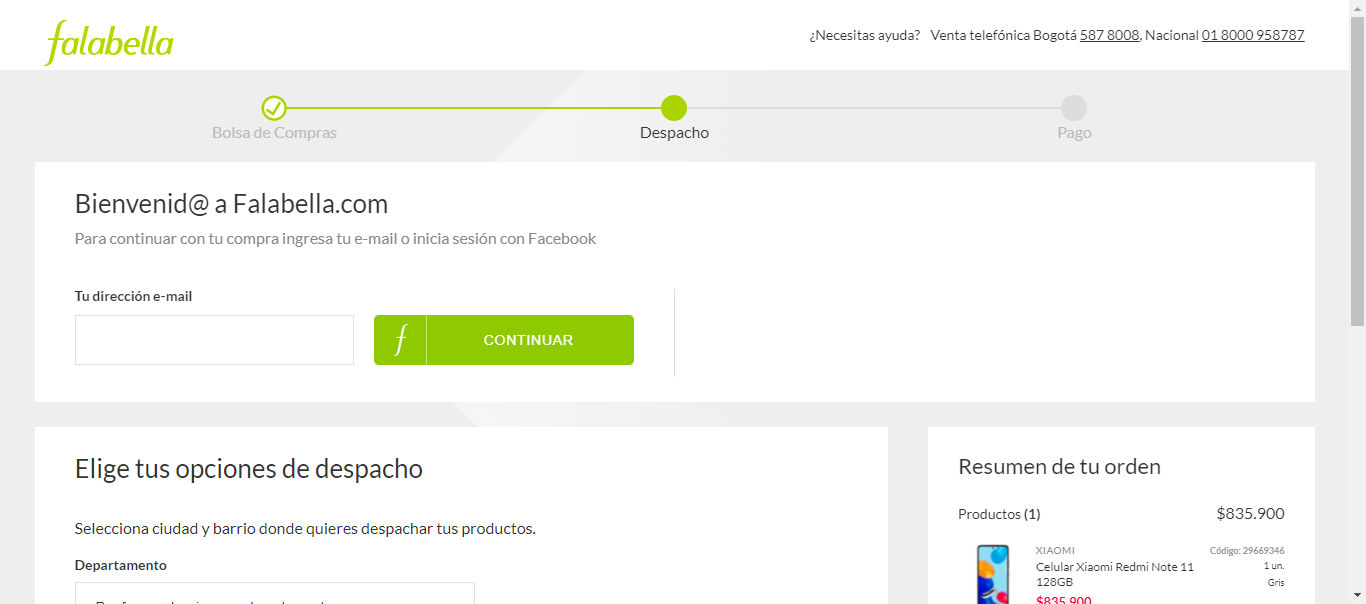 falabella
¿Necesitas ayuda? Venta telefónica Bogotá 587 8008, Nacional 01 8000 958787
Bolsa de Compras
Despacho
Pago
Bienvenid@ a Falabella.com
Para continuar con tu compra ingresa tu e-mail o inicia sesión con Facebook
Tu dirección e-mail
f CONTINUAR
Elige tus opciones de despacho
Selecciona ciudad y barrio donde quieres despachar tus productos.
Departamento
Resumen de tu orden
Productos (1) $835.900
XIAOMI Código: 29669346
Celular Xiaomi Redmi Note 11 1 un.
128GB Gris
$835.900